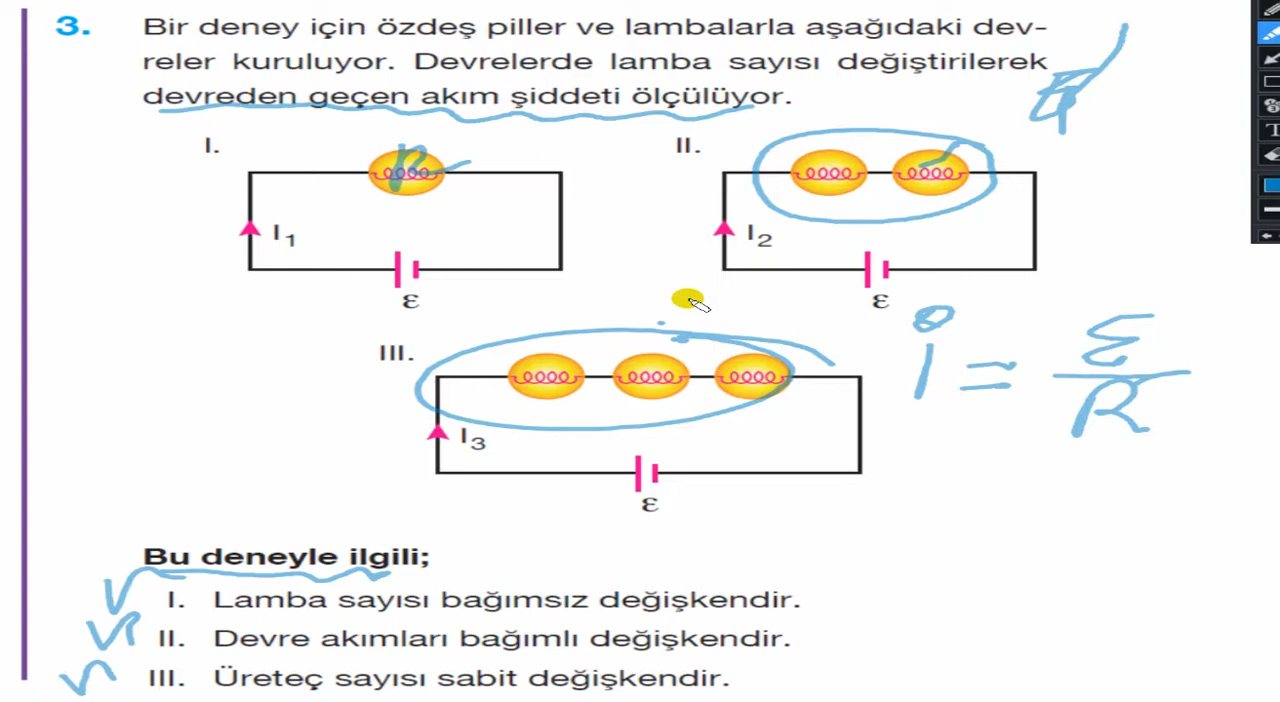 3. Bir deney için özdeş piller ve lambalarla aşağıdaki dev-
reler kuruluyor. Devrelerde lamba sayısı değiştirilerek
devreden geçen akım şiddeti ölçülüyor.
I.
II.
R
I1
I2
ε
ε
III.
i = ε/R
I3
ε
Bu deneyle ilgili;
I. Lamba sayısı bağımsız değişkendir.
II. Devre akımları bağımlı değişkendir.
III. Üreteç sayısı sabit değişkendir.